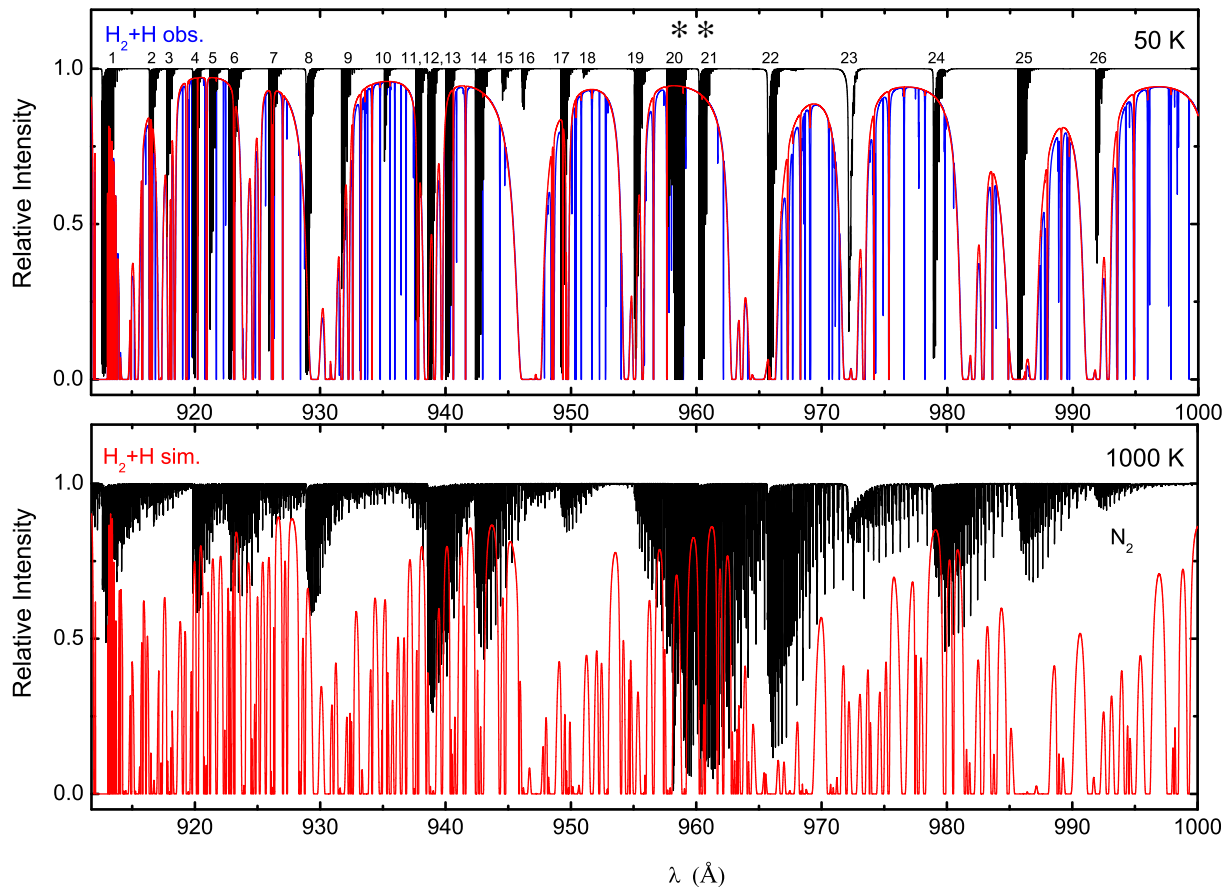 H₂+H obs.
* *
50 K
1 2 3 4 5 6 7 8 9 10 11,12,13 14 15 16 17 18 19 20 21 22 23 24 25 26
1.0
0.5
0.0
Relative Intensity
920 930 940 950 960 970 980 990 1000
H₂+H sim.
1000 K
1.0
N₂
0.5
0.0
Relative Intensity
920 930 940 950 960 970 980 990 1000
λ (Å)